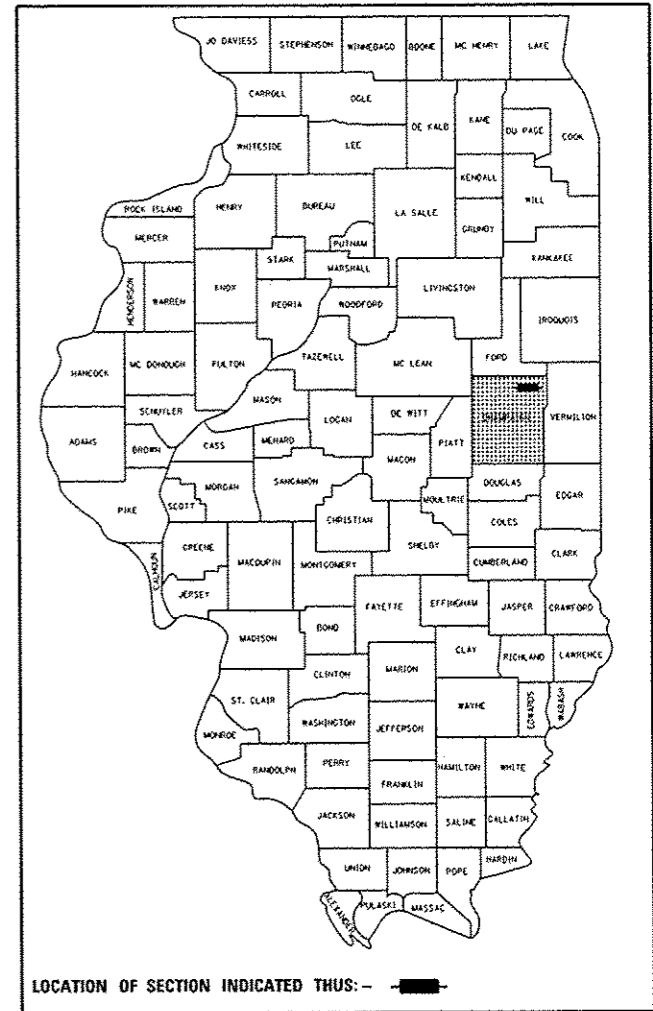 JO DAVIESS STEPHENSON WINNEBAGO BOONE MC HENRY LAKE
CARROLL OGLE DE KALB KANE DU PAGE COOK
WHITESIDE LEE KENDALL WILL
ROCK ISLAND HENRY BUREAU LA SALLE GRUNDY
MERCER PUTNAM KANKAKEE
HENDERSON WARREN KNOX STARK MARSHALL LIVINGSTON
PEORIA WOODFORD IROQUOIS
HANCOCK MC DONOUGH FULTON TAZEWELL MC LEAN FORD
SCHUYLER MASON LOGAN DE WITT VERMILION
ADAMS BROWN CASS MENARD MACON PIATT
PIKE SCOTT MORGAN SANGAMON MOULTRIE DOUGLAS EDGAR
CHRISTIAN COLES
CALHOUN GREENE MACOUPIN MONTGOMERY SHELBY CUMBERLAND CLARK
JERSEY FAYETTE EFFINGHAM JASPER CRAWFORD
MADISON BOND CLAY RICHLAND LAWRENCE
CLINTON MARION
ST. CLAIR WASHINGTON JEFFERSON WAYNE EDWARDS WABASH
MONROE
RANDOLPH PERRY FRANKLIN HAMILTON WHITE
JACKSON WILLIAMSON SALINE GALLATIN
UNION JOHNSON POPE HARDIN
ALEXANDER PULASKI MASSAC
LOCATION OF SECTION INDICATED THUS:-